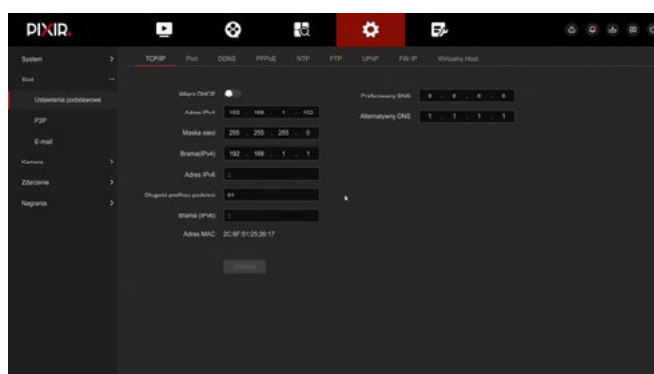 PIXIR.
System
TCP/IP Port DDNS PPPoE NTP FTP UPnP Filtr IP Wirtualny Host
Sieć
Ustawienia podstawowe
P2P
E-mail
Kamera
Zdarzenie
Nagrania
Włącz DHCP
Adres IPv4 192 . 168 . 1 . 102
Maska sieci 255 . 255 . 255 . 0
Brama(IPv4) 192 . 168 . 1 . 1
Adres IPv6 ::
Długość prefiksu podsieci 64
Brama (IPv6) ::
Adres MAC 2C:6F:51:25:26:17
Preferowany DNS 8 . 8 . 8 . 8
Alternatywny DNS 1 . 1 . 1 . 1